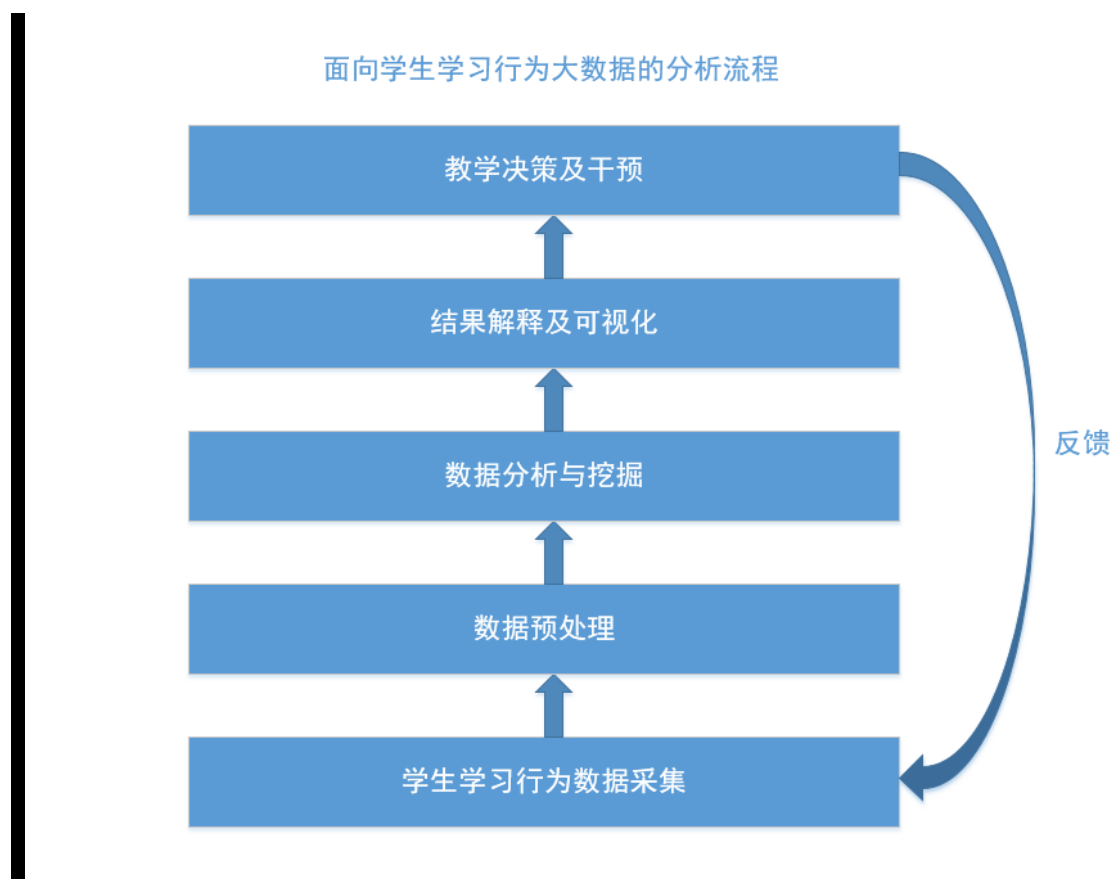 面向学生学习行为大数据的分析流程
教学决策及干预
结果解释及可视化
数据分析与挖掘
反馈
数据预处理
学生学习行为数据采集